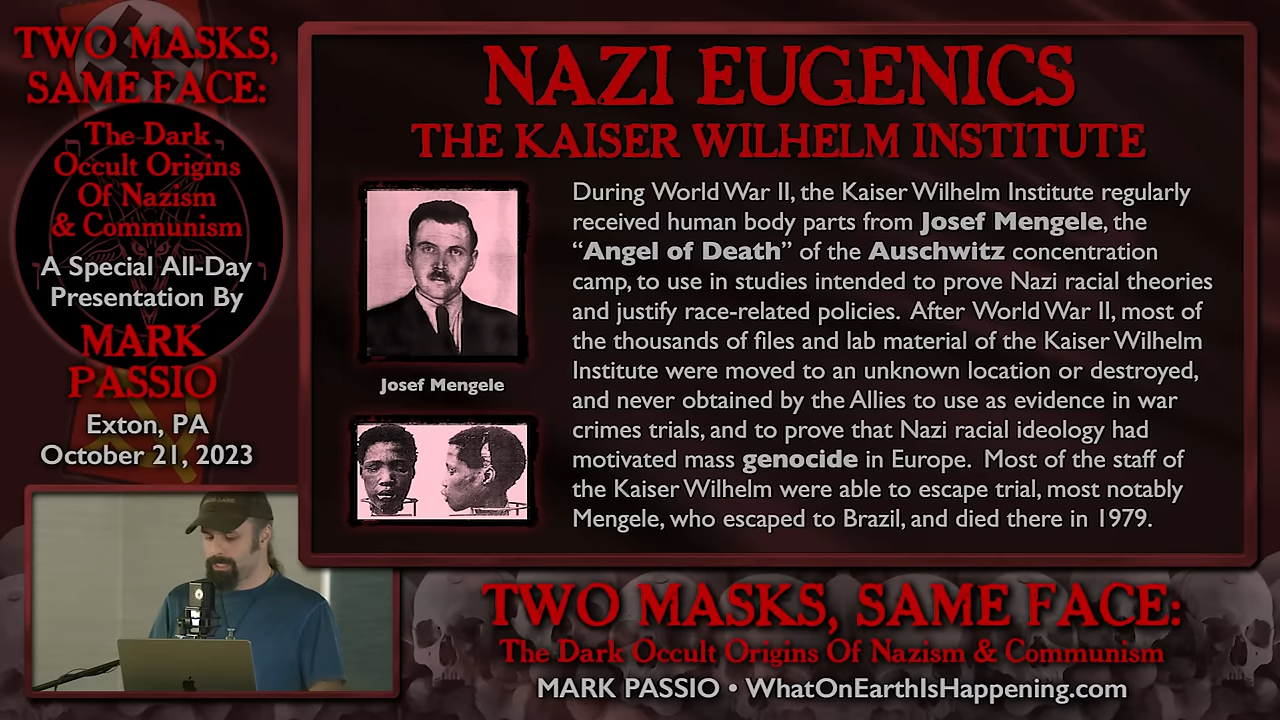 TWO MASKS,
SAME FACE:
The Dark
Occult Origins
Of Nazism
& Communism
A Special All-Day
Presentation By
MARK
PASSIO
Exton, PA
October 21, 2023
NAZI EUGENICS
THE KAISER WILHELM INSTITUTE
Josef Mengele
During World War II, the Kaiser Wilhelm Institute regularly
received human body parts from Josef Mengele, the
“Angel of Death” of the Auschwitz concentration
camp, to use in studies intended to prove Nazi racial theories
and justify race-related policies. After World War II, most of
the thousands of files and lab material of the Kaiser Wilhelm
Institute were moved to an unknown location or destroyed,
and never obtained by the Allies to use as evidence in war
crimes trials, and to prove that Nazi racial ideology had
motivated mass genocide in Europe. Most of the staff of
the Kaiser Wilhelm were able to escape trial, most notably
Mengele, who escaped to Brazil, and died there in 1979.
TWO MASKS, SAME FACE:
The Dark Occult Origins Of Nazism & Communism
MARK PASSIO • WhatOnEarthIsHappening.com